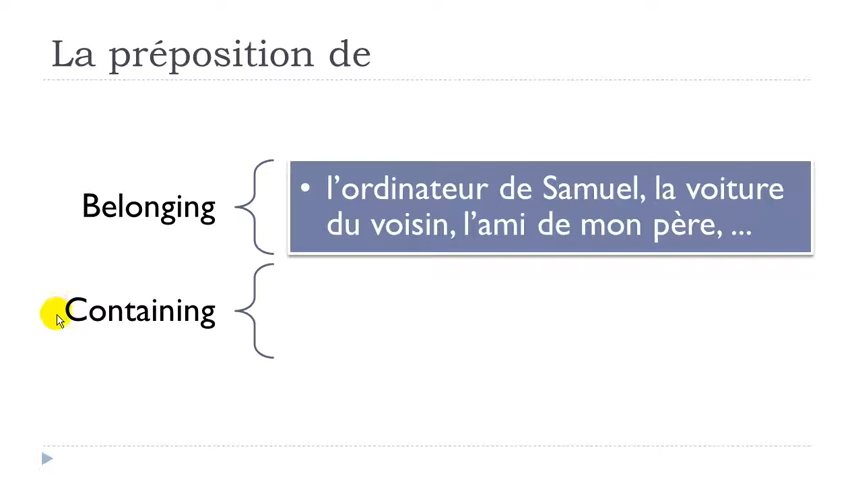 La préposition de
Belonging
• l’ordinateur de Samuel, la voiture
du voisin, l’ami de mon père, ...
Containing